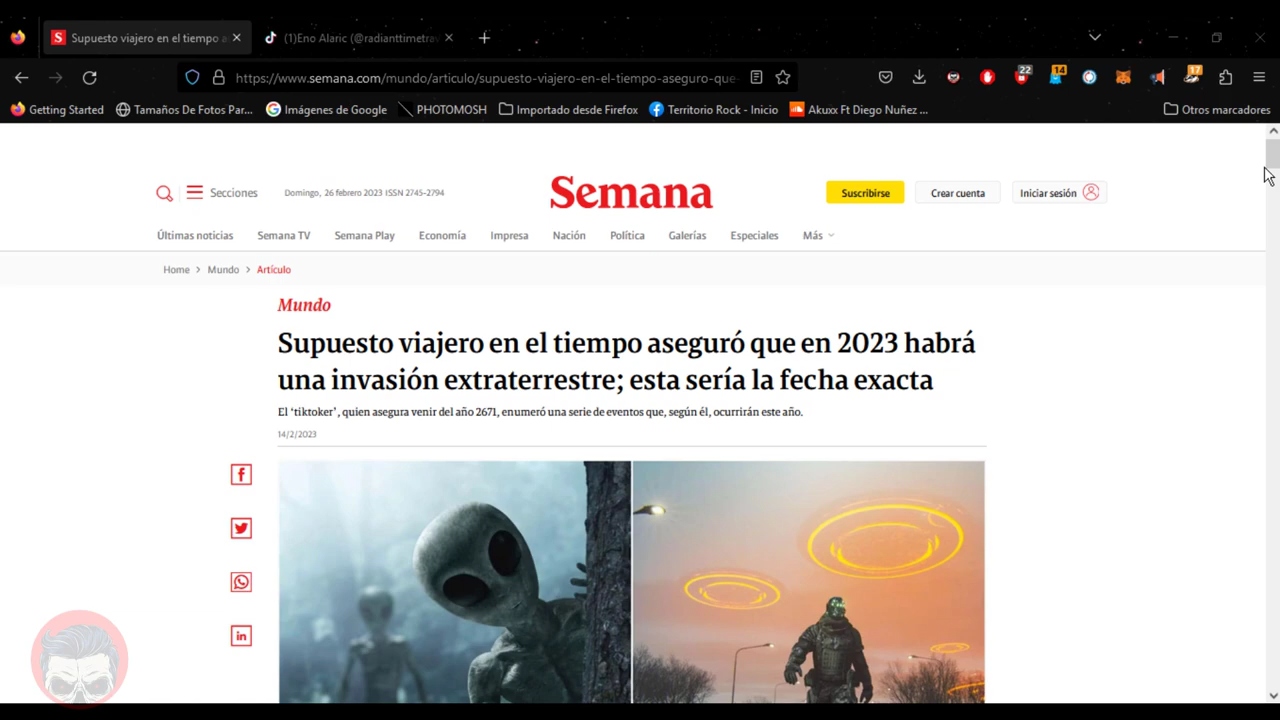 Supuesto viajero en el tiempo a
(1)Eno Alaric (@radianttimetrav
https://www.semana.com/mundo/articulo/supuesto-viajero-en-el-tiempo-aseguro-que-
22
14
17
Getting Started
Tamaños De Fotos Par...
Imágenes de Google
PHOTOMOSH
Importado desde Firefox
Territorio Rock - Inicio
Akuxx Ft Diego Nuñez ...
Otros marcadores
Secciones
Domingo, 26 febrero 2023 ISSN 2745-2794
Semana
Suscribirse
Crear cuenta
Iniciar sesión
Últimas noticias Semana TV Semana Play Economía Impresa Nación Política Galerías Especiales Más
Home > Mundo > Artículo
Mundo
Supuesto viajero en el tiempo aseguró que en 2023 habrá
una invasión extraterrestre; esta sería la fecha exacta
El ‘tiktoker’, quien asegura venir del año 2671, enumeró una serie de eventos que, según él, ocurrirán este año.
14/2/2023